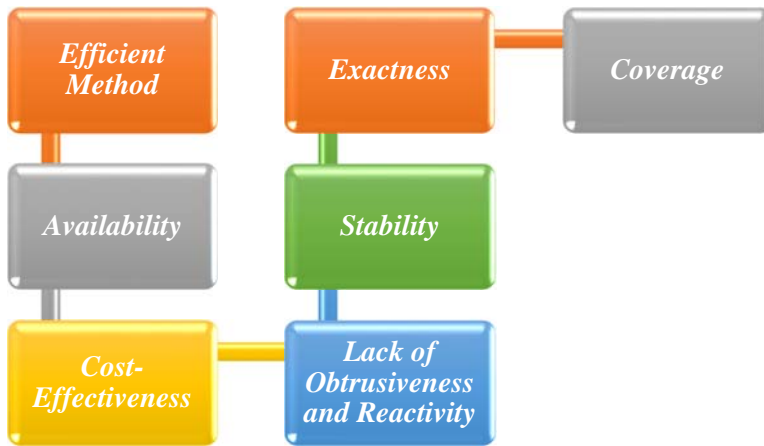 Efficient
Method
Availability
Cost-
Effectiveness
Lack of
Obtrusiveness
and Reactivity
Stability
Exactness
Coverage